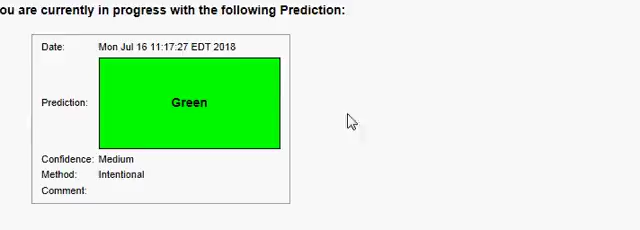 ou are currently in progress with the following Prediction:
Date: Mon Jul 16 11:17:27 EDT 2018
Prediction: Green
Confidence: Medium
Method: Intentional
Comment: